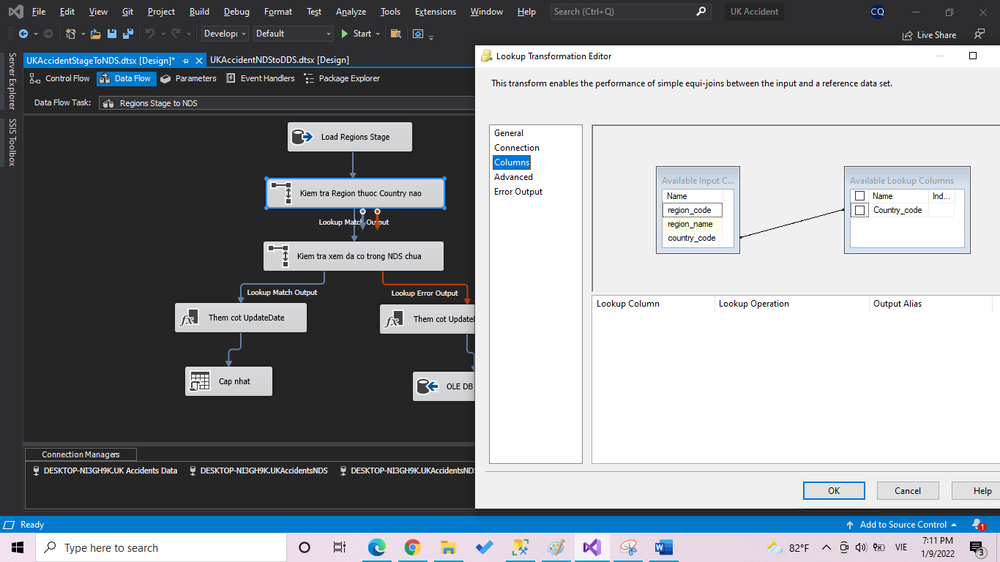 File Edit View Git Project Build Debug Format Test Analyze Tools Extensions Window Help Search (Ctrl+Q) UK Accident CQ
Develop Default Start Live Share
UKAccidentStageToNDS.dtsx [Design]* UKAccidentNDStoDDS.dtsx [Design]
Control Flow Data Flow Parameters Event Handlers Package Explorer
Data Flow Task: Regions Stage to NDS
Server Explorer
SSIS Toolbox
Load Regions Stage
Kiem tra Region thuoc Country nao
Lookup Match Output
Kiem tra xem da co trong NDS chua
Lookup Match Output Lookup Error Output
Them cot UpdateDate Them cot UpdateD
Cap nhat OLE DB
Connection Managers
DESKTOP-NI3GH9K.UK Accidents Data DESKTOP-NI3GH9K.UKAccidentsNDS DESKTOP-NI3GH9K.UKAccidentsNDS
Lookup Transformation Editor
This transform enables the performance of simple equi-joins between the input and a reference data set.
General
Connection
Columns
Advanced
Error Output
Available Input C...
Name
region_code
region_name
country_code
Available Lookup Columns
Name Ind...
Country_code
Lookup Column Lookup Operation Output Alias
OK Cancel Help
Ready Add to Source Control 1
Type here to search 82°F VIE 7:11 PM
1/9/2022 3